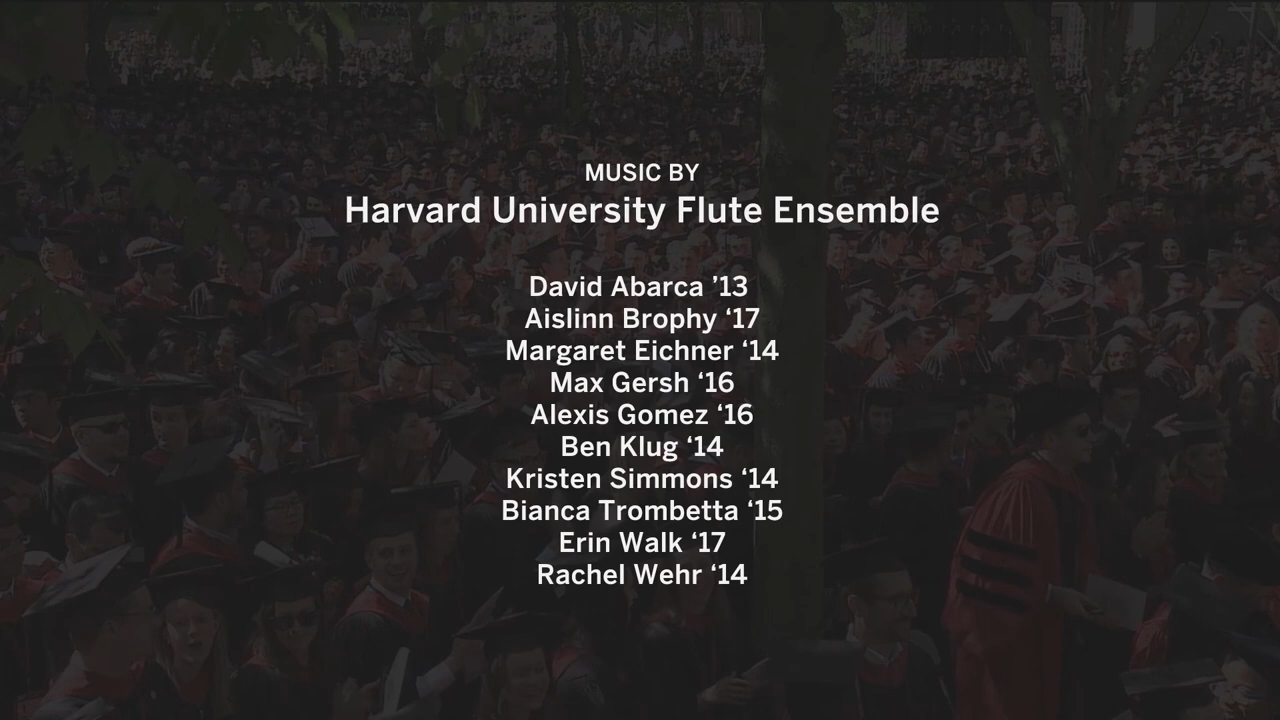 MUSIC BY
Harvard University Flute Ensemble
David Abarca ’13
Aislinn Brophy ‘17
Margaret Eichner ‘14
Max Gersh ‘16
Alexis Gomez ‘16
Ben Klug ‘14
Kristen Simmons ‘14
Bianca Trombetta ‘15
Erin Walk ‘17
Rachel Wehr ‘14